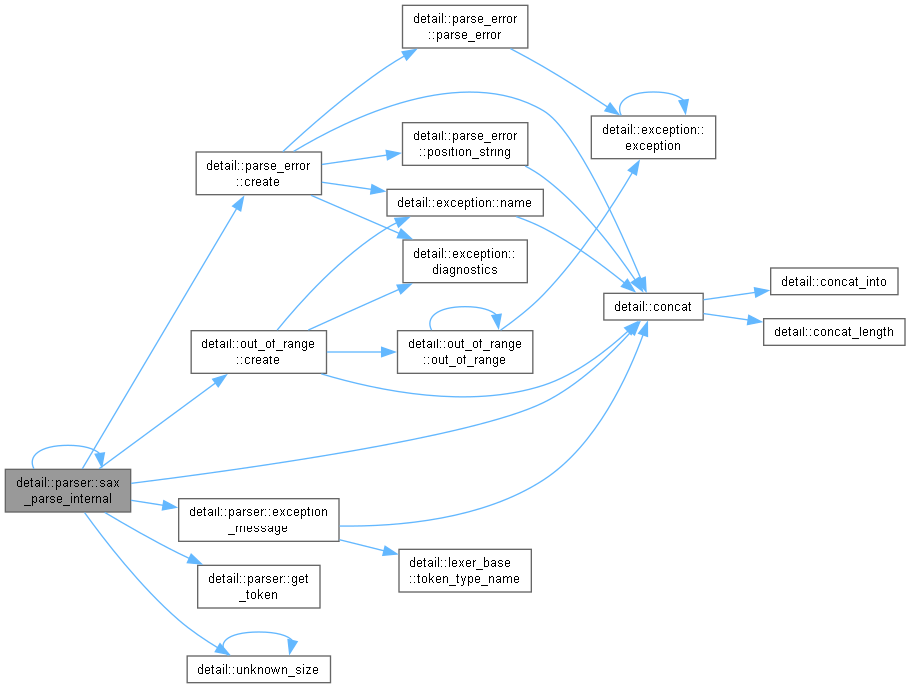 detail::parse_error
::parse_error
detail::exception::
exception
detail::parse_error
::position_string
detail::parse_error
::create
detail::exception::name
detail::exception::
diagnostics
detail::concat_into
detail::concat
detail::concat_length
detail::out_of_range
::create
detail::out_of_range
::out_of_range
detail::parser::sax
_parse_internal
detail::parser::exception
_message
detail::lexer_base
::token_type_name
detail::parser::get
_token
detail::unknown_size